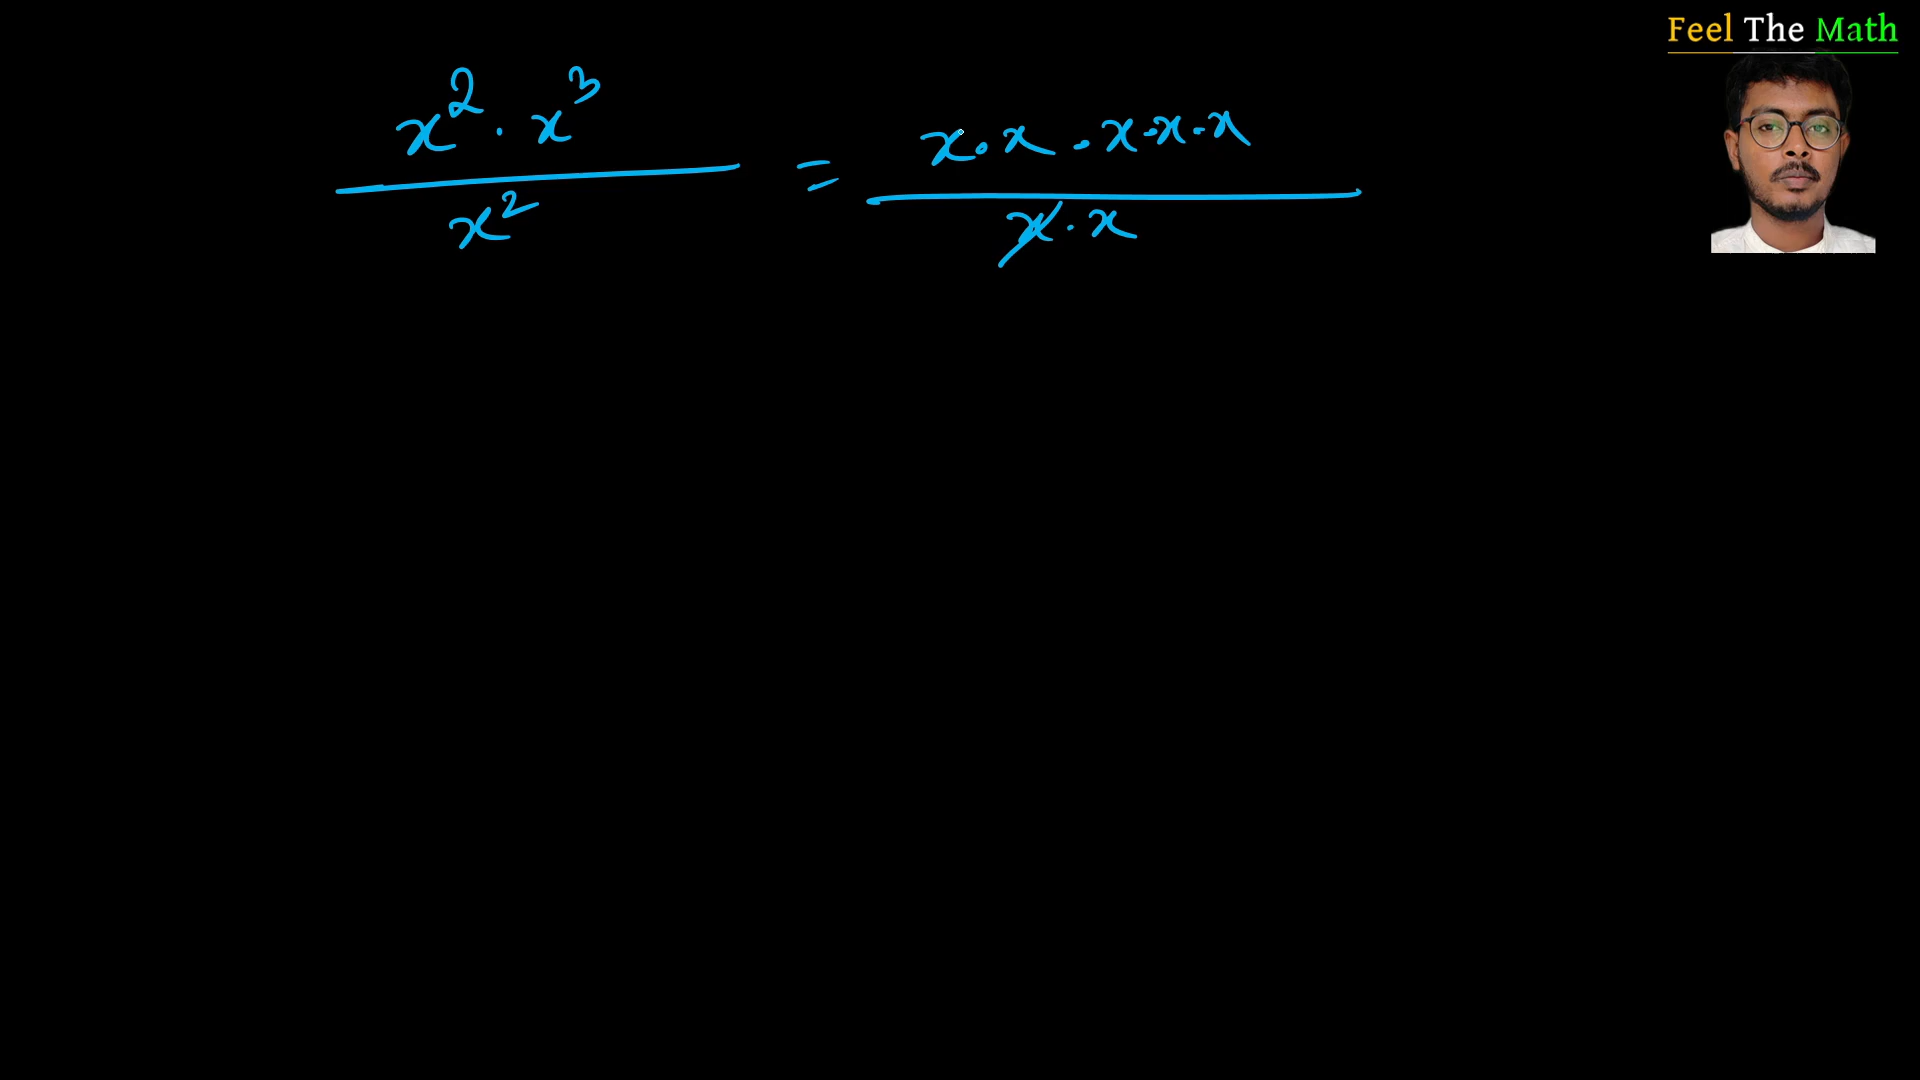 Feel The Math
x² · x³ / x² = x · x · x · x · x / x · x